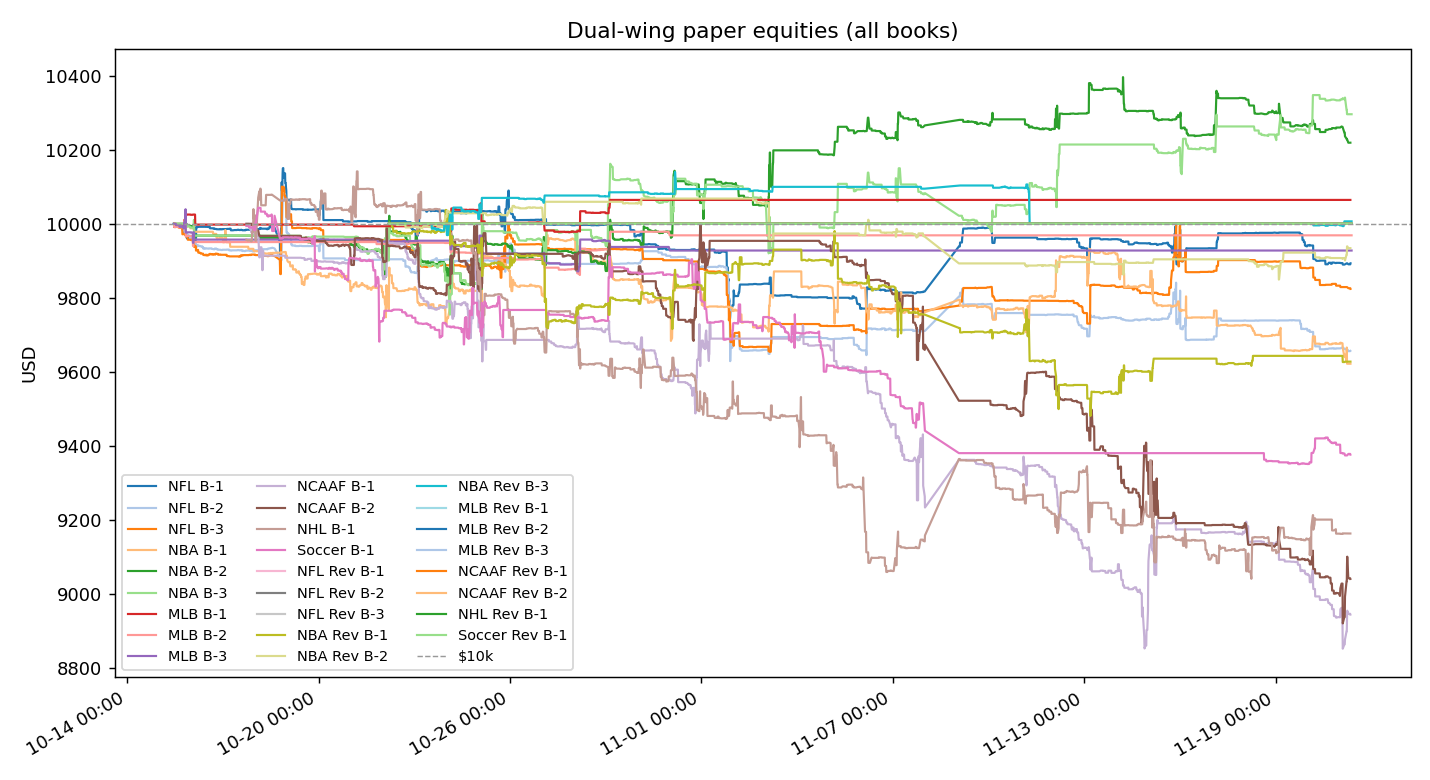 Dual-wing paper equities (all books)
USD
10400
10200
10000
9800
9600
9400
9200
9000
8800
NFL B-1
NFL B-2
NFL B-3
NBA B-1
NBA B-2
NBA B-3
MLB B-1
MLB B-2
MLB B-3
NCAAF B-1
NCAAF B-2
NHL B-1
Soccer B-1
NFL Rev B-1
NFL Rev B-2
NFL Rev B-3
NBA Rev B-1
NBA Rev B-2
NBA Rev B-3
MLB Rev B-1
MLB Rev B-2
MLB Rev B-3
NCAAF Rev B-1
NCAAF Rev B-2
NHL Rev B-1
Soccer Rev B-1
$10k
10-14 00:00
10-20 00:00
10-26 00:00
11-01 00:00
11-07 00:00
11-13 00:00
11-19 00:00